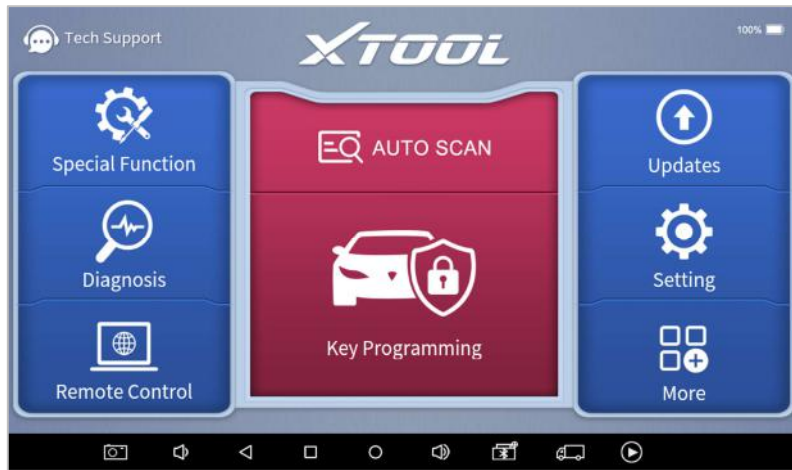 Tech Support
XTOOL
100%
Special Function
AUTO SCAN
Updates
Diagnosis
Key Programming
Setting
Remote Control
More